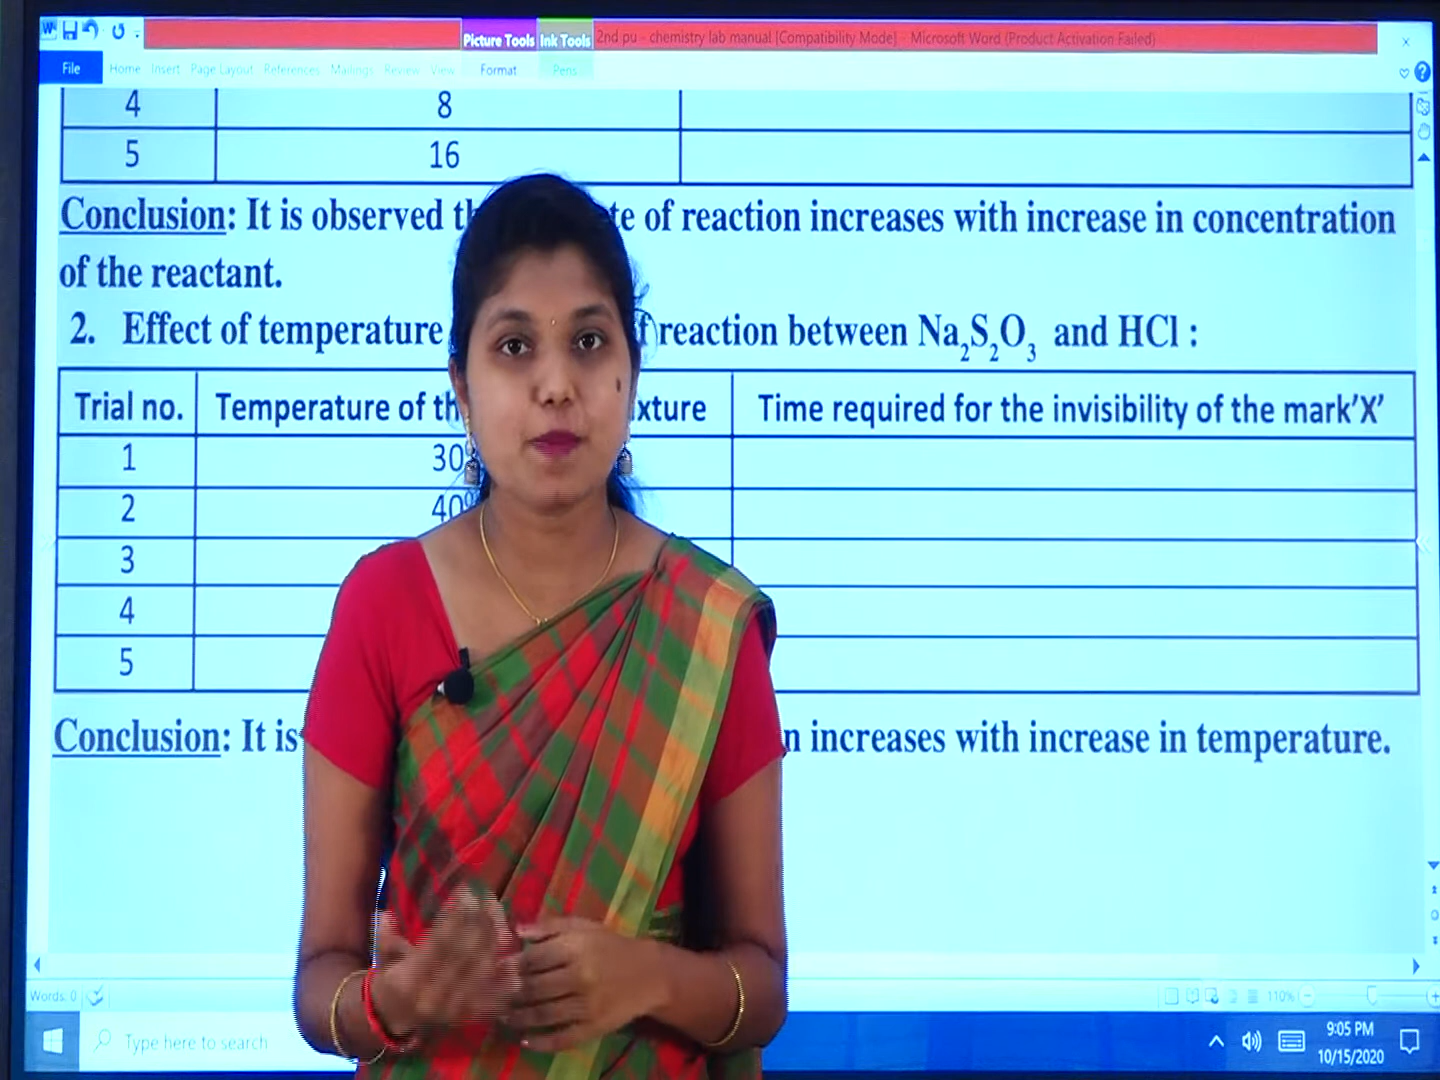 Picture Tools Ink Tools 2nd pu - chemistry lab manual [Compatibility Mode] - Microsoft Word (Product Activation Failed)
File Home Insert Page Layout References Mailings Review View Format Pens
4 8
5 16
Conclusion: It is observed te of reaction increases with increase in concentration
of the reactant.
2. Effect of temperature reaction between Na₂S₂O₃ and HCl :
Trial no. Temperature of th ixture Time required for the invisibility of the mark'X'
1 30
2 40
3
4
5
Conclusion: It is n increases with increase in temperature.
Words: 0 110%
Type here to search
9:05 PM
10/15/2020